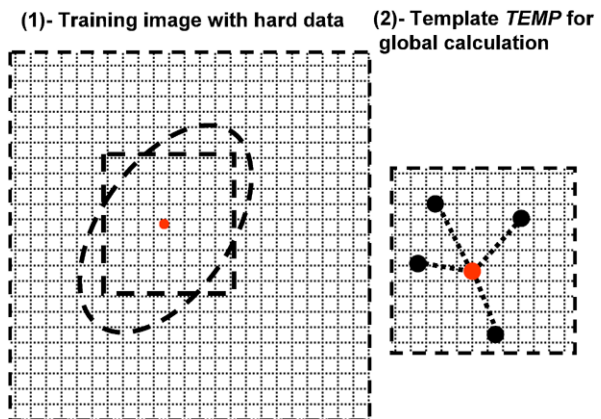 (1)- Training image with hard data
(2)- Template TEMP for
global calculation